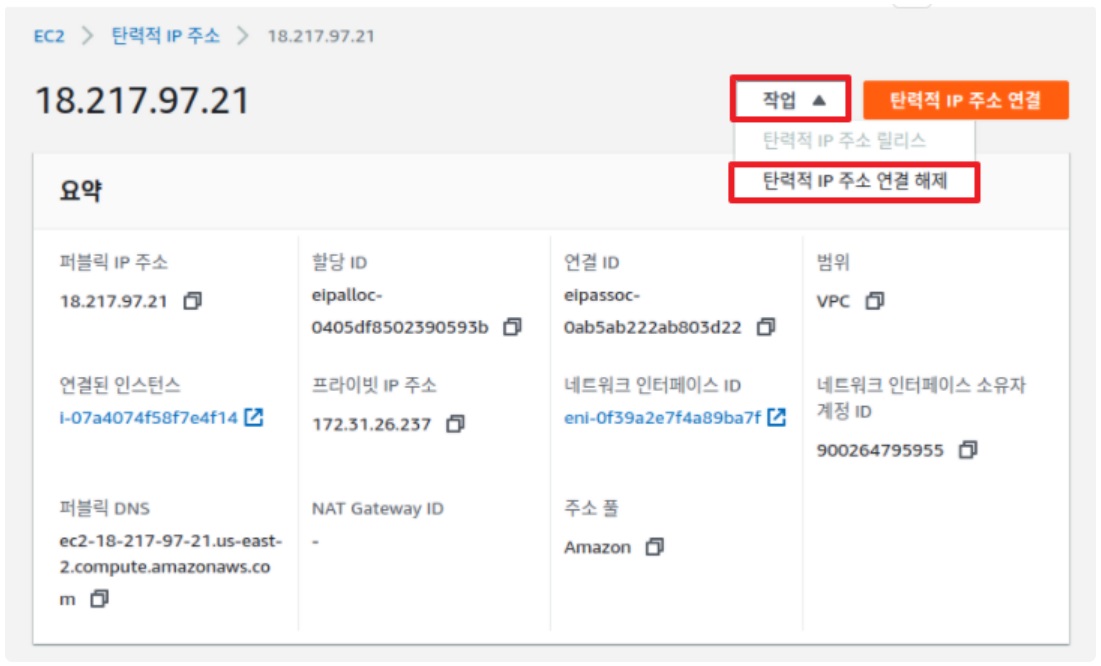 EC2 > 탄력적 IP 주소 > 18.217.97.21
18.217.97.21
작업 ▲
탄력적 IP 주소 연결
탄력적 IP 주소 릴리스
탄력적 IP 주소 연결 해제
요약
퍼블릭 IP 주소
18.217.97.21
할당 ID
eipalloc-
0405df8502390593b
연결 ID
eipassoc-
0ab5ab222ab803d22
범위
VPC
연결된 인스턴스
i-07a4074f58f7e4f14
프라이빗 IP 주소
172.31.26.237
네트워크 인터페이스 ID
eni-0f39a2e7f4a89ba7f
네트워크 인터페이스 소유자
계정 ID
900264795955
퍼블릭 DNS
ec2-18-217-97-21.us-east-
2.compute.amazonaws.co
m
NAT Gateway ID
-
주소 풀
Amazon